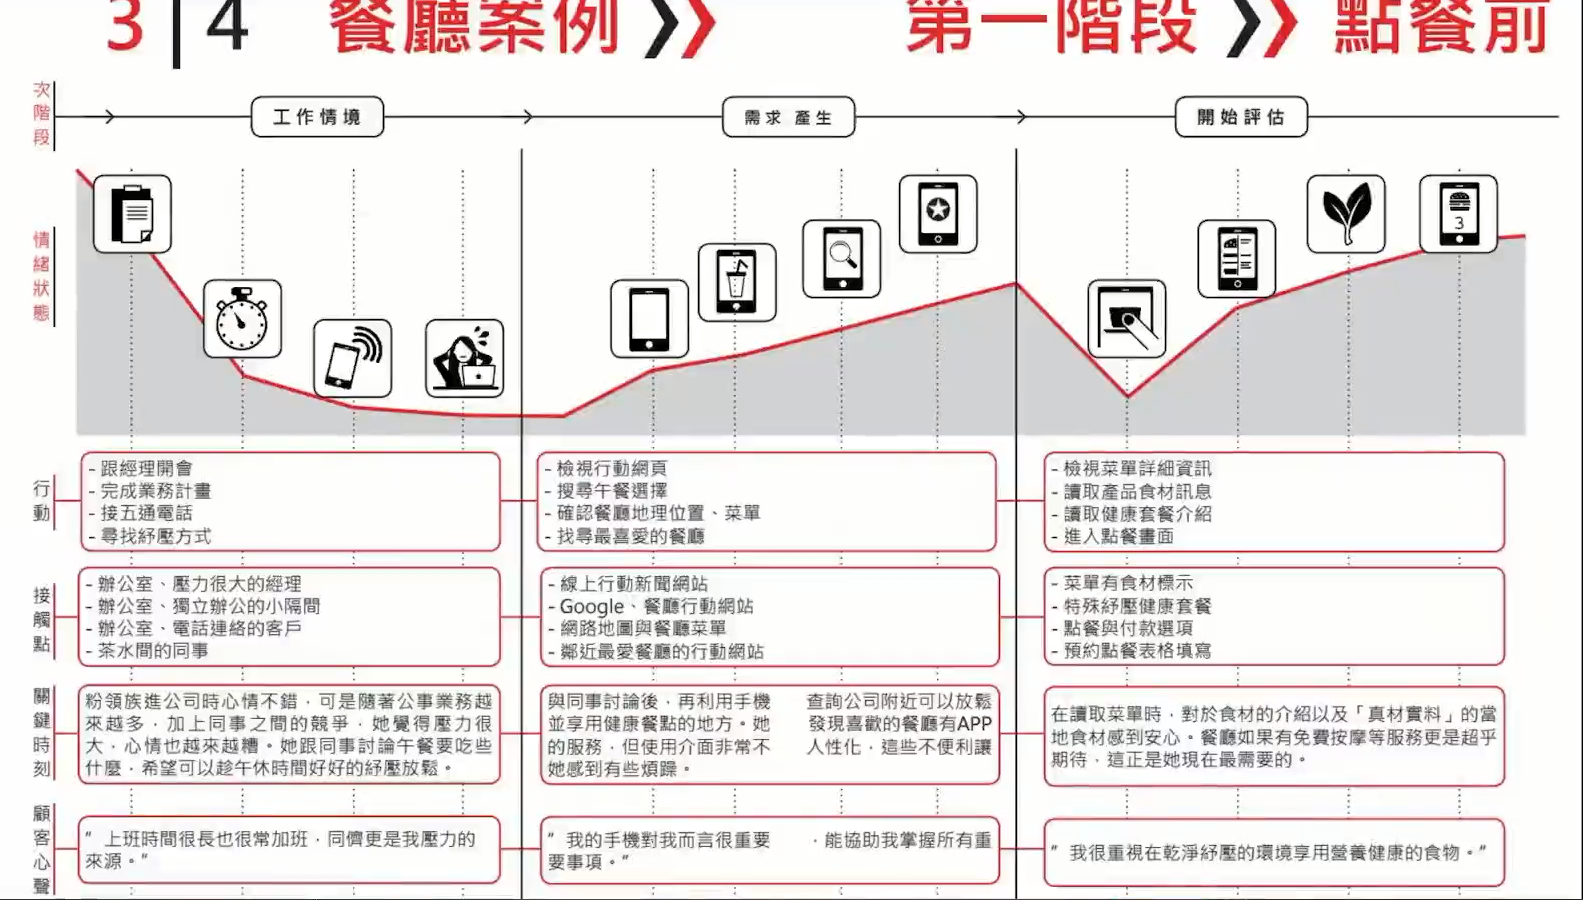 3 4 餐廳案例 第一階段 點餐前
次階段
工作情境
需求 產生
開始評估
情緒狀態
3
行動
- 跟經理開會
- 完成業務計畫
- 接五通電話
- 尋找紓壓方式
- 檢視行動網頁
- 搜尋午餐選擇
- 確認餐廳地理位置、菜單
- 找尋最喜愛的餐廳
- 檢視菜單詳細資訊
- 讀取產品食材訊息
- 讀取健康套餐介紹
- 進入點餐畫面
接觸點
- 辦公室、壓力很大的經理
- 辦公室、獨立辦公的小隔間
- 辦公室、電話連絡的客戶
- 茶水間的同事
- 線上行動新聞網站
- Google、餐廳行動網站
- 網路地圖與餐廳菜單
- 鄰近最愛餐廳的行動網站
- 菜單有食材標示
- 特殊紓壓健康套餐
- 點餐與付款選項
- 預約點餐表格填寫
關鍵時刻
粉領族進公司時心情不錯，可是隨著公事業務越
來越多，加上同事之間的競爭，她覺得壓力很
大，心情也越來越糟。她跟同事討論午餐要吃些
什麼，希望可以趁午休時間好好的紓壓放鬆。
與同事討論後，再利用手機 查詢公司附近可以放鬆
並享用健康餐點的地方。她 發現喜歡的餐廳有APP
的服務，但使用介面非常不 人性化，這些不便利讓
她感到有些煩躁。
在讀取菜單時，對於食材的介紹以及「真材實料」的當
地食材感到安心。餐廳如果有免費按摩等服務更是超乎
期待，這正是她現在最需要的。
顧客心聲
" 上班時間很長也很常加班，同儕更是我壓力的
來源。"
" 我的手機對我而言很重要 ，能協助我掌握所有重
要事項。"
" 我很重視在乾淨紓壓的環境享用營養健康的食物。"